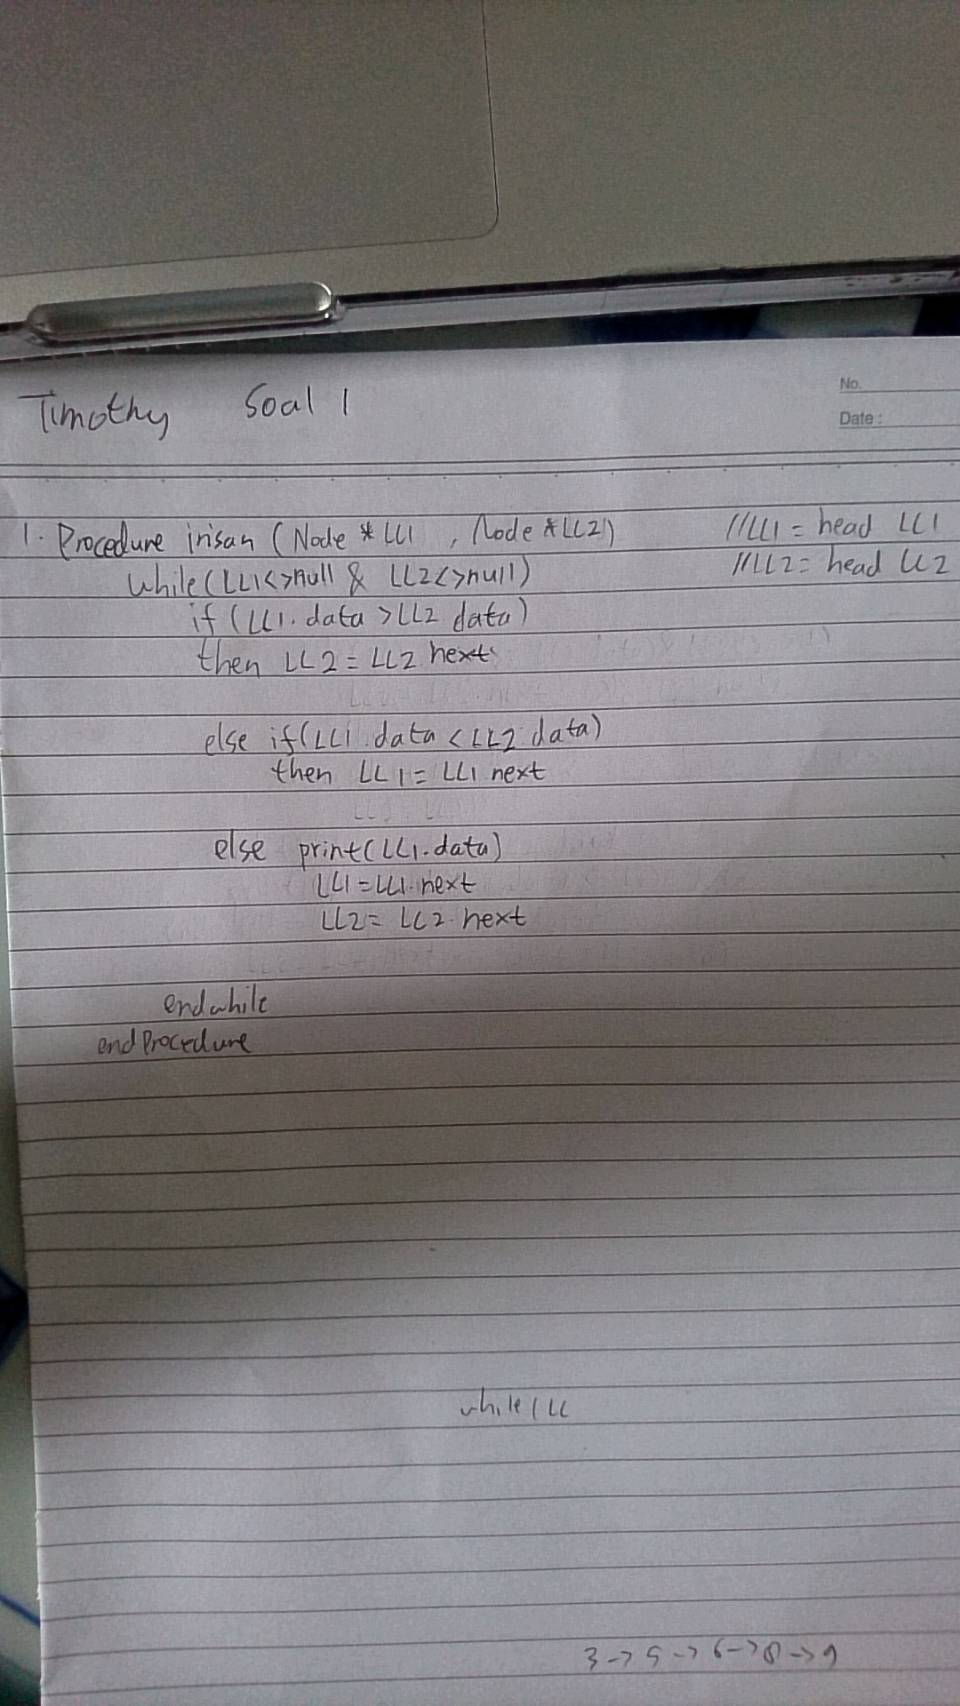 Timothy Soal 1
No.
Date :
1. Procedure irisan (Node *LL1 , Node *LL2) //LL1 = head LL1
while(LL1<>null & LL2<>null) //LL2= head LL2
if (LL1.data >LL2 data)
then LL2=LL2 next
else if(LL1.data <LL2 data)
then LL1= LL1 next
else print(LL1.data)
LL1=LL1.next
LL2= LL2.next
endwhile
endProcedure
while(LL
3->5->6->8->9